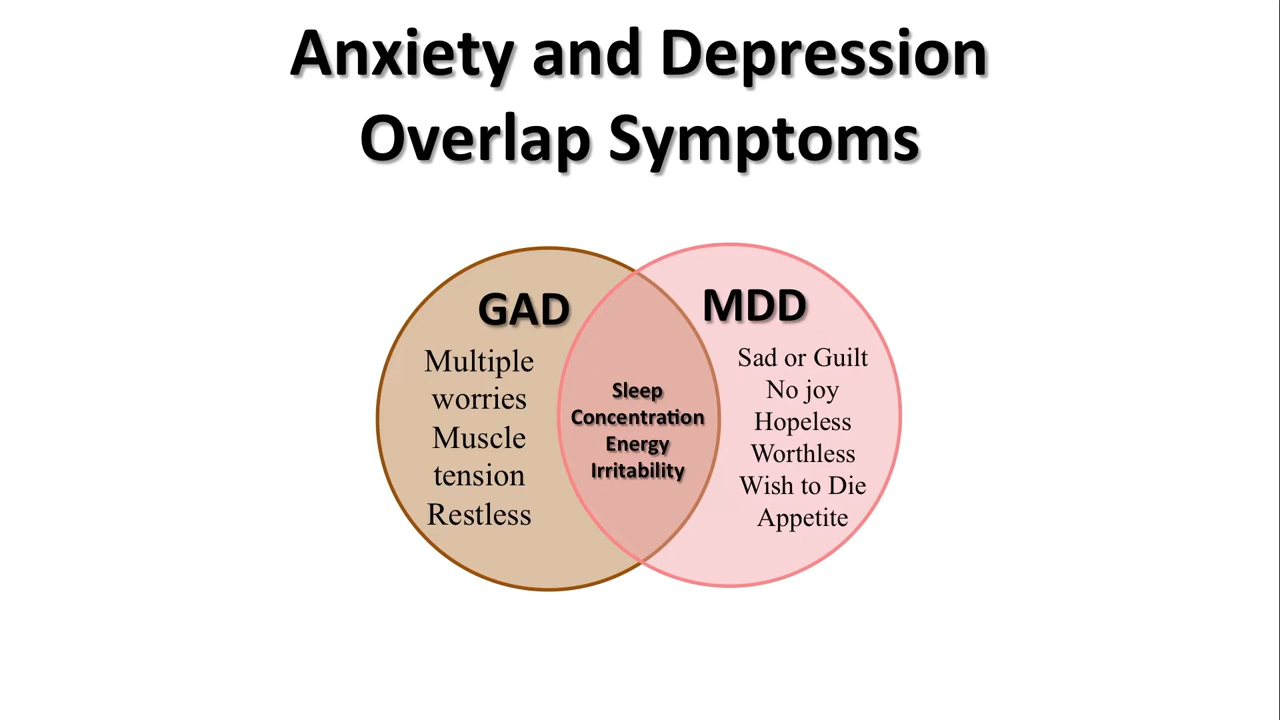 Anxiety and Depression
Overlap Symptoms
GAD
Multiple
worries
Muscle
tension
Restless
Sleep
Concentration
Energy
Irritability
MDD
Sad or Guilt
No joy
Hopeless
Worthless
Wish to Die
Appetite